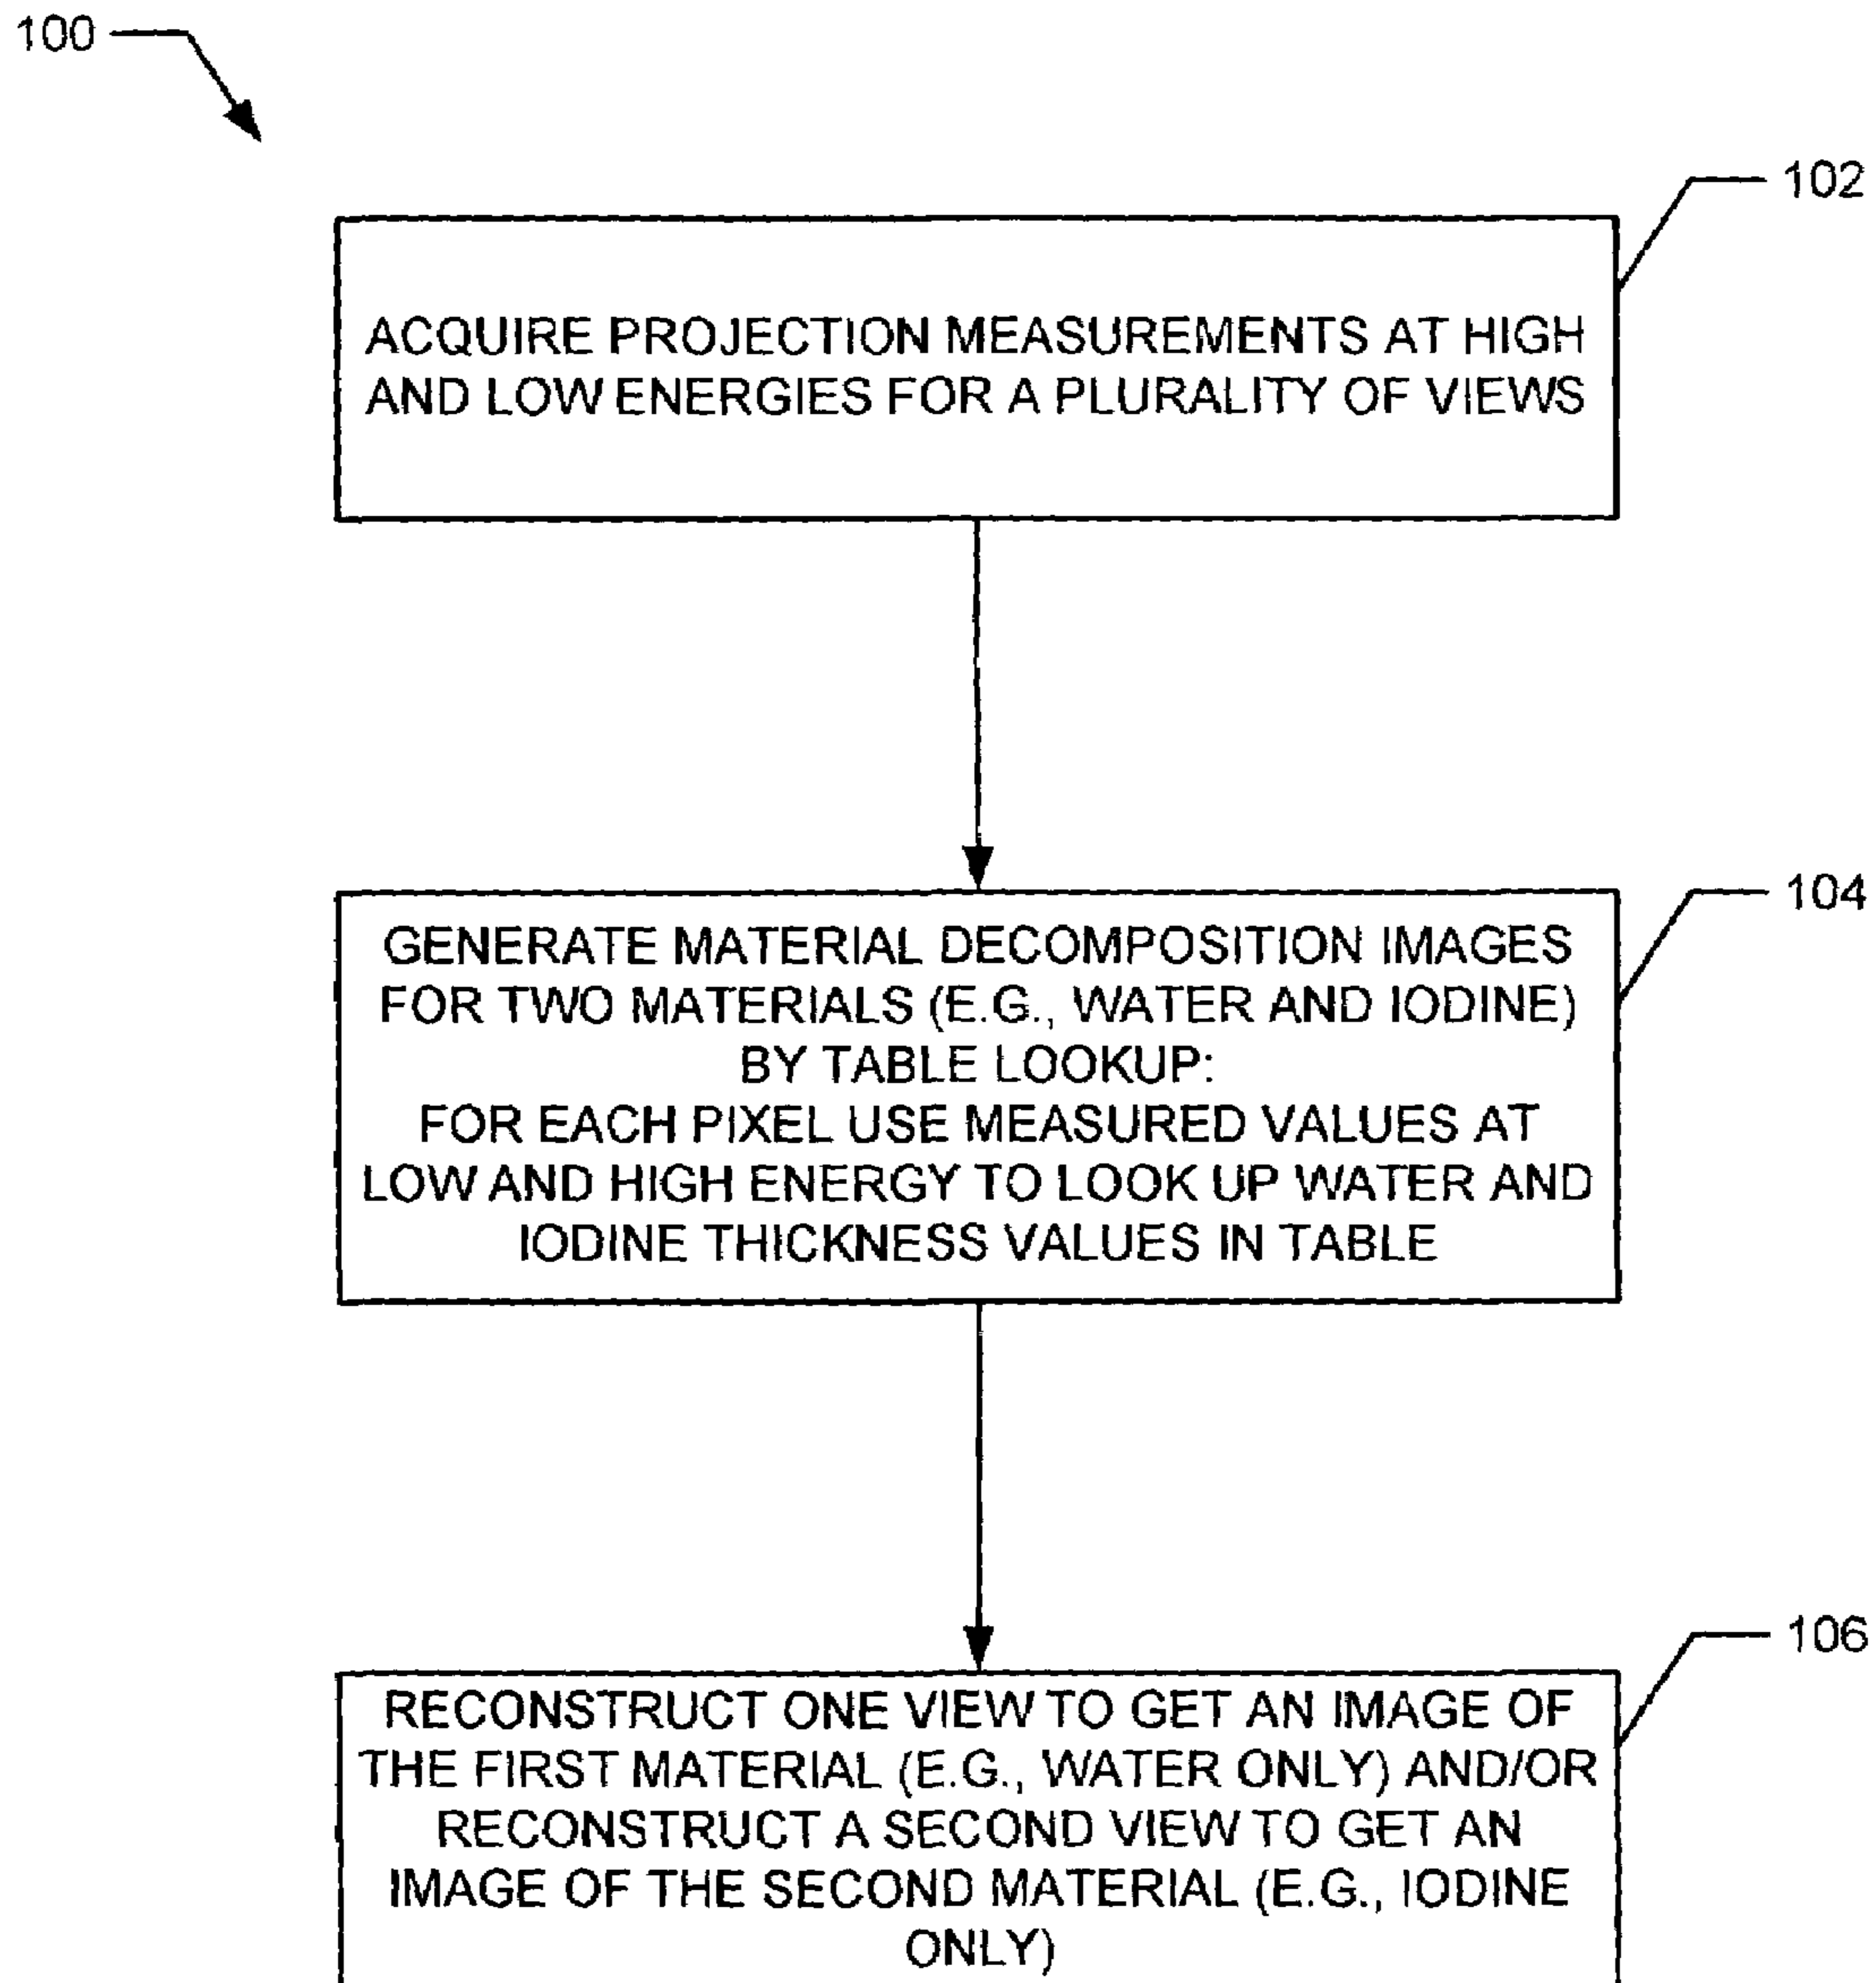 100
102
ACQUIRE PROJECTION MEASUREMENTS AT HIGH
AND LOW ENERGIES FOR A PLURALITY OF VIEWS
104
GENERATE MATERIAL DECOMPOSITION IMAGES
FOR TWO MATERIALS (E.G., WATER AND IODINE)
BY TABLE LOOKUP:
FOR EACH PIXEL USE MEASURED VALUES AT
LOW AND HIGH ENERGY TO LOOK UP WATER AND
IODINE THICKNESS VALUES IN TABLE
106
RECONSTRUCT ONE VIEW TO GET AN IMAGE OF
THE FIRST MATERIAL (E.G., WATER ONLY) AND/OR
RECONSTRUCT A SECOND VIEW TO GET AN
IMAGE OF THE SECOND MATERIAL (E.G., IODINE
ONLY)